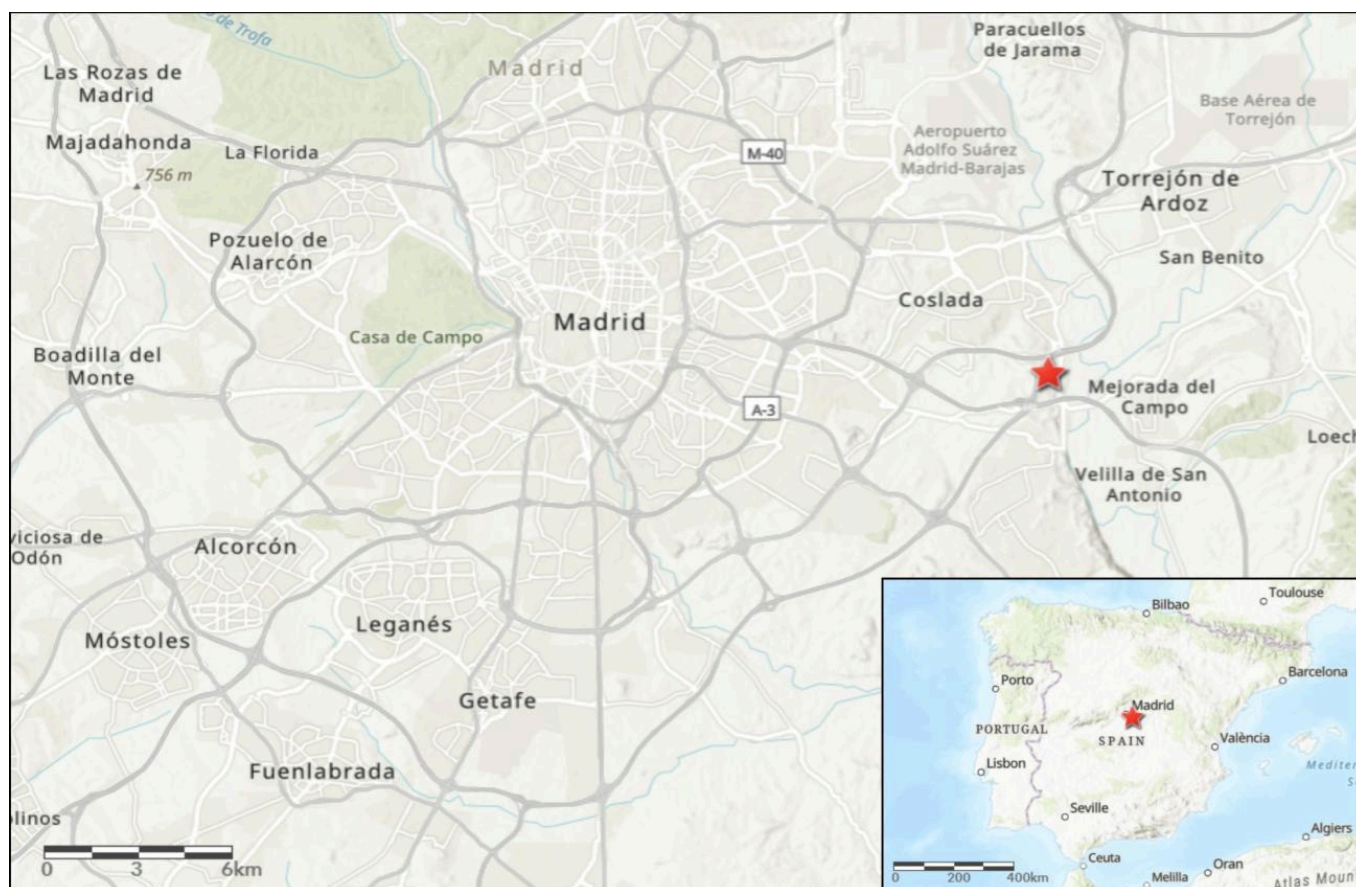 o de Trofa
Paracuellos
de Jarama
Las Rozas de
Madrid
Madrid
Base Aérea de
Torrejón
Majadahonda
La Florida
M-40
Aeropuerto
Adolfo Suárez
Madrid-Barajas
756 m
Torrejón de
Ardoz
Pozuelo de
Alarcón
San Benito
Coslada
Madrid
Casa de Campo
Boadilla del
Monte
A-3
Mejorada del
Campo
Loech
Velilla de San
Antonio
viciosa de
Odón
Alcorcón
Móstoles
Leganés
Getafe
Fuenlabrada
olinos
0 3 6km
Toulouse
Bilbao
Barcelona
Porto
Madrid
PORTUGAL
SPAIN
València
Lisbon
Mediter
S
Seville
Algiers
Ceuta
Oran
Melilla
Atlas Moun
0 200 400km